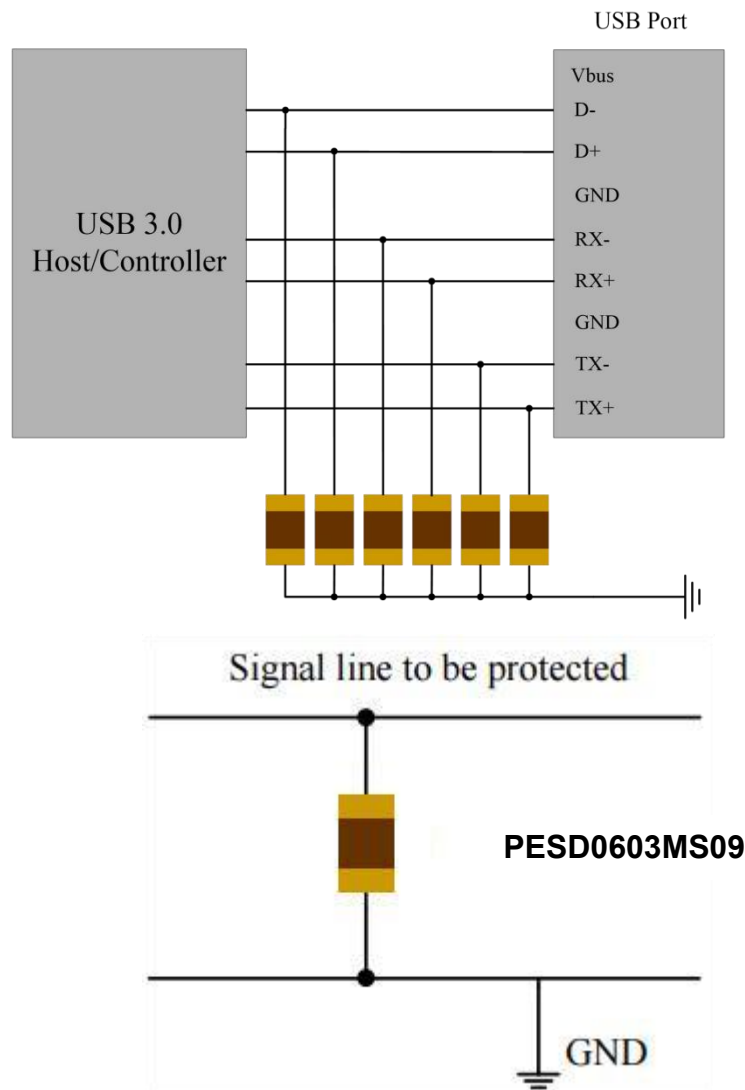 USB Port
Vbus
D-
D+
GND
USB 3.0
Host/Controller
RX-
RX+
GND
TX-
TX+
Signal line to be protected
PESD0603MS09
GND